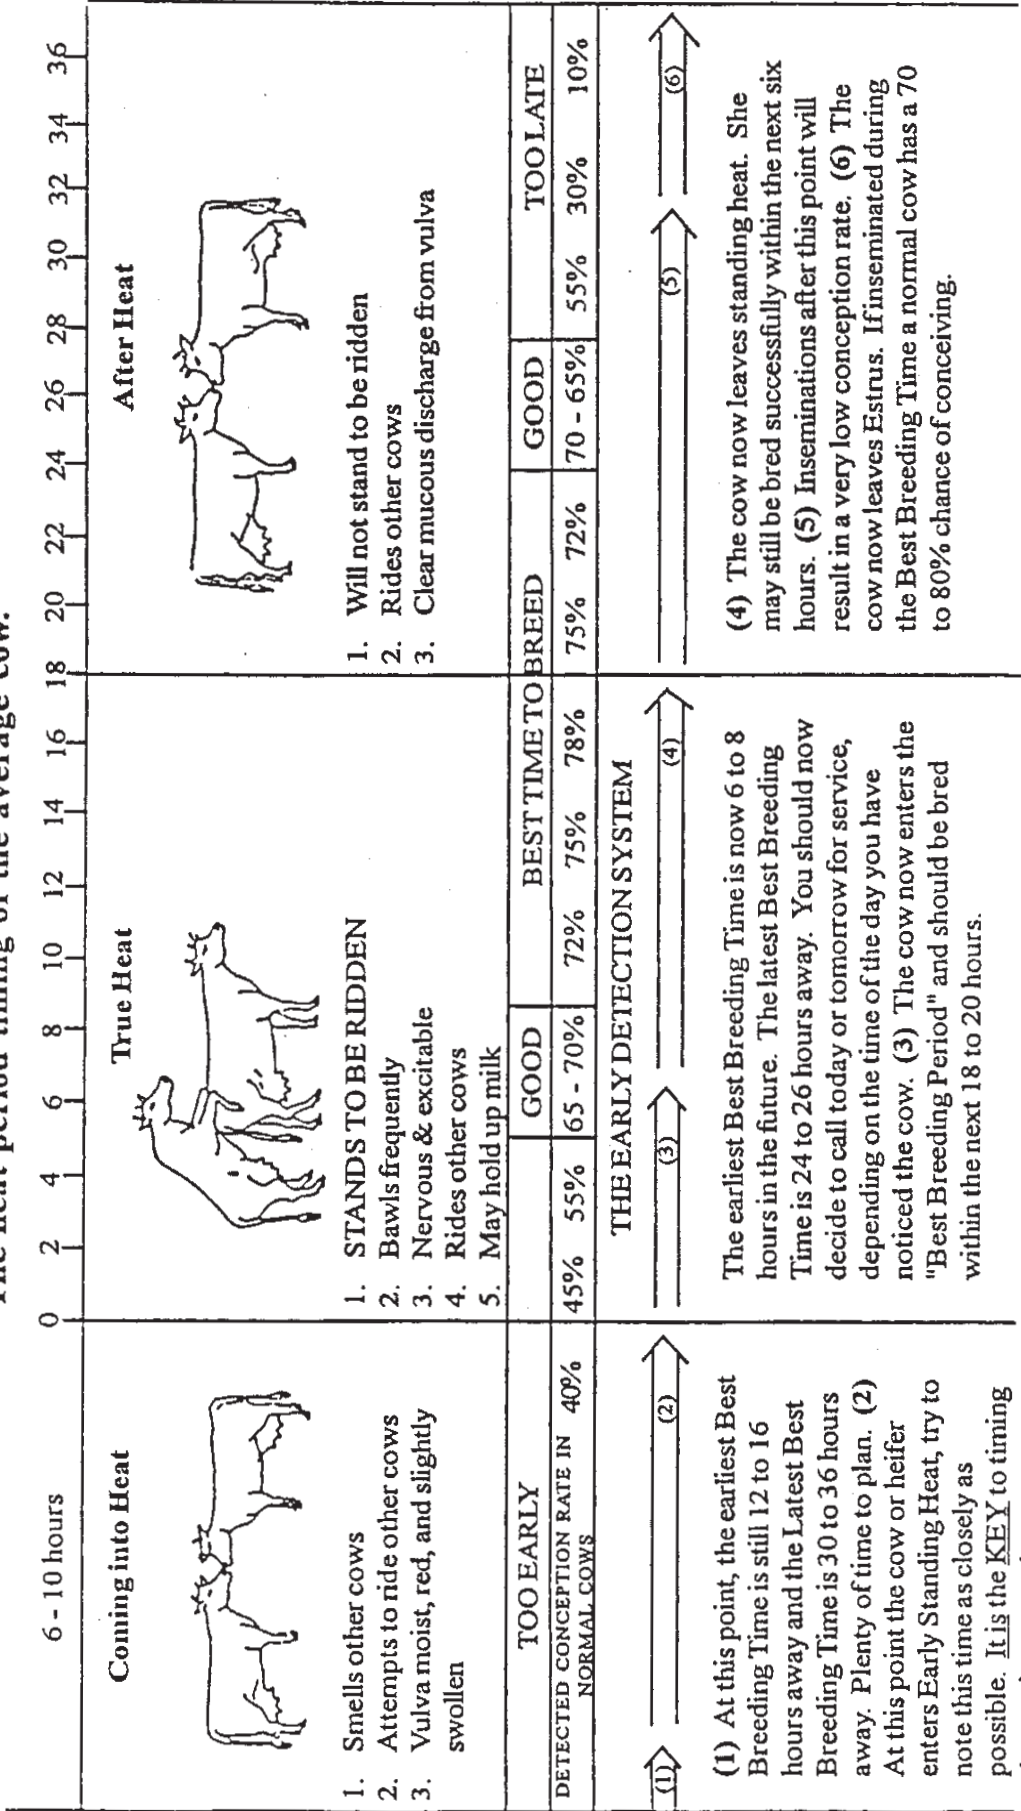 The heat period timing of the average cow.
6 - 10 hours
0 2 4 6 8 10 12 14 16 18 20 22 24 26 28 30 32 34 36
Coming into Heat
1. Smells other cows
2. Attempts to ride other cows
3. Vulva moist, red, and slightly
swollen
True Heat
1. STANDS TO BE RIDDEN
2. Bawls frequently
3. Nervous & excitable
4. Rides other cows
5. May hold up milk
After Heat
1. Will not stand to be ridden
2. Rides other cows
3. Clear mucous discharge from vulva
TOO EARLY GOOD BEST TIME TO BREED GOOD TOO LATE
DETECTED CONCEPTION RATE IN
NORMAL COWS
40% 45% 55% 65 - 70% 72% 75% 78% 75% 72% 70 - 65% 55% 30% 10%
THE EARLY DETECTION SYSTEM
(1) (2) (3) (4) (5) (6)
(1) At this point, the earliest Best
Breeding Time is still 12 to 16
hours away and the Latest Best
Breeding Time is 30 to 36 hours
away. Plenty of time to plan. (2)
At this point the cow or heifer
enters Early Standing Heat, try to
note this time as closely as
possible. It is the KEY to timing
The earliest Best Breeding Time is now 6 to 8
hours in the future. The latest Best Breeding
Time is 24 to 26 hours away. You should now
decide to call today or tomorrow for service,
depending on the time of the day you have
noticed the cow. (3) The cow now enters the
"Best Breeding Period" and should be bred
within the next 18 to 20 hours.
(4) The cow now leaves standing heat. She
may still be bred successfully within the next six
hours. (5) Inseminations after this point will
result in a very low conception rate. (6) The
cow now leaves Estrus. If inseminated during
the Best Breeding Time a normal cow has a 70
to 80% chance of conceiving.